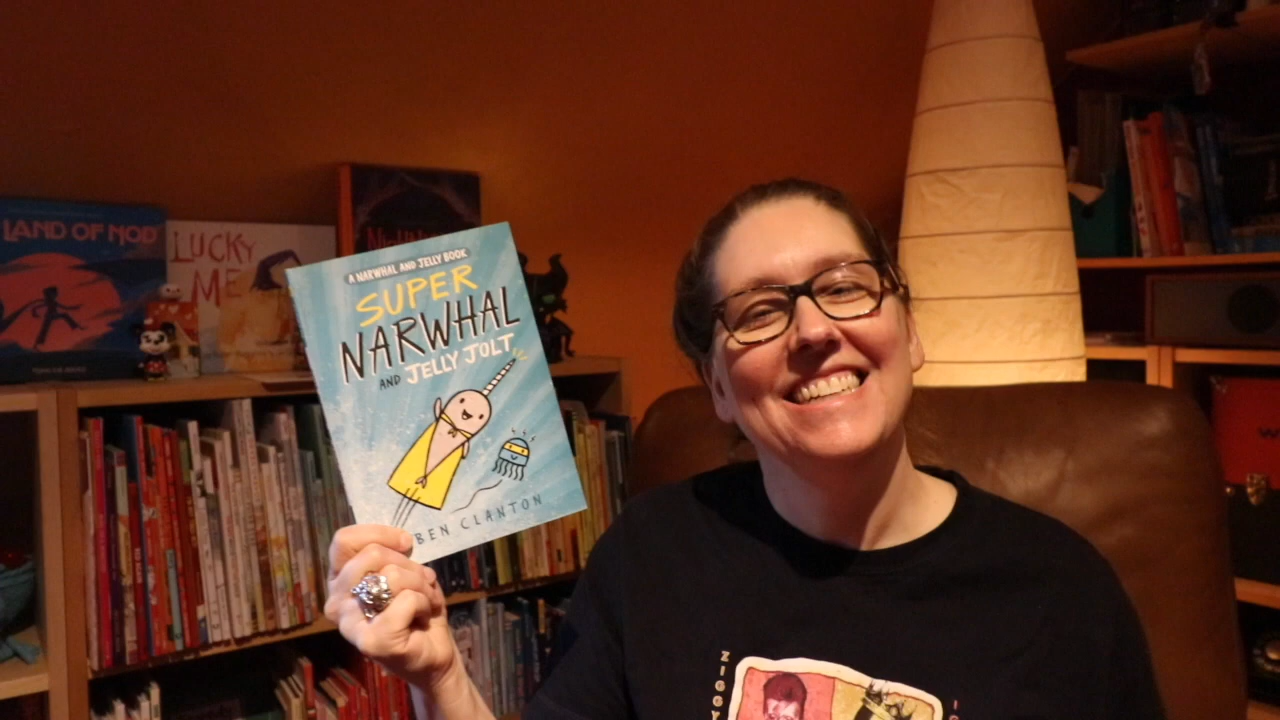 LAND OF NOD
LUCKY
ME
A NARWHAL AND JELLY BOOK
SUPER
NARWHAL
AND JELLY JOLT
BEN CLANTON
ZIGGY